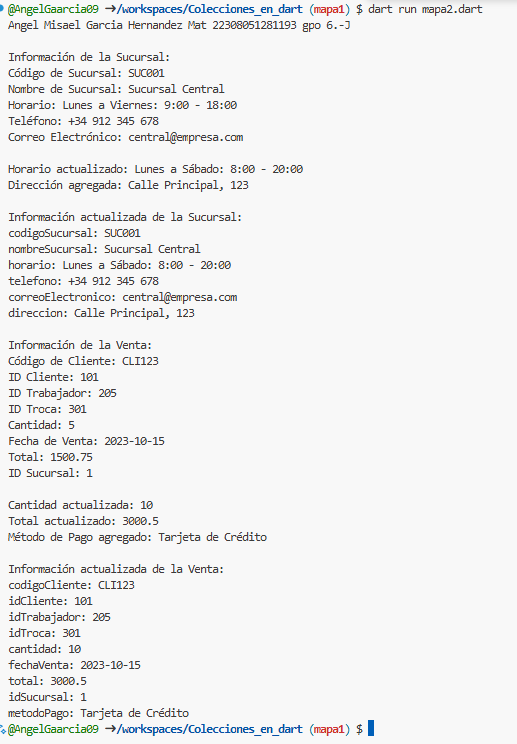 @AngelGaarcia09 ➜/workspaces/Colecciones_en_dart (mapa1) $ dart run mapa2.dart
Angel Misael Garcia Hernandez Mat 22308051281193 gpo 6.-J
Información de la Sucursal:
Código de Sucursal: SUC001
Nombre de Sucursal: Sucursal Central
Horario: Lunes a Viernes: 9:00 - 18:00
Teléfono: +34 912 345 678
Correo Electrónico: central@empresa.com
Horario actualizado: Lunes a Sábado: 8:00 - 20:00
Dirección agregada: Calle Principal, 123
Información actualizada de la Sucursal:
codigoSucursal: SUC001
nombreSucursal: Sucursal Central
horario: Lunes a Sábado: 8:00 - 20:00
telefono: +34 912 345 678
correoElectronico: central@empresa.com
direccion: Calle Principal, 123
Información de la Venta:
Código de Cliente: CLI123
ID Cliente: 101
ID Trabajador: 205
ID Troca: 301
Cantidad: 5
Fecha de Venta: 2023-10-15
Total: 1500.75
ID Sucursal: 1
Cantidad actualizada: 10
Total actualizado: 3000.5
Método de Pago agregado: Tarjeta de Crédito
Información actualizada de la Venta:
codigoCliente: CLI123
idCliente: 101
idTrabajador: 205
idTroca: 301
cantidad: 10
fechaVenta: 2023-10-15
total: 3000.5
idSucursal: 1
metodoPago: Tarjeta de Crédito
@AngelGaarcia09 ➜/workspaces/Colecciones_en_dart (mapa1) $